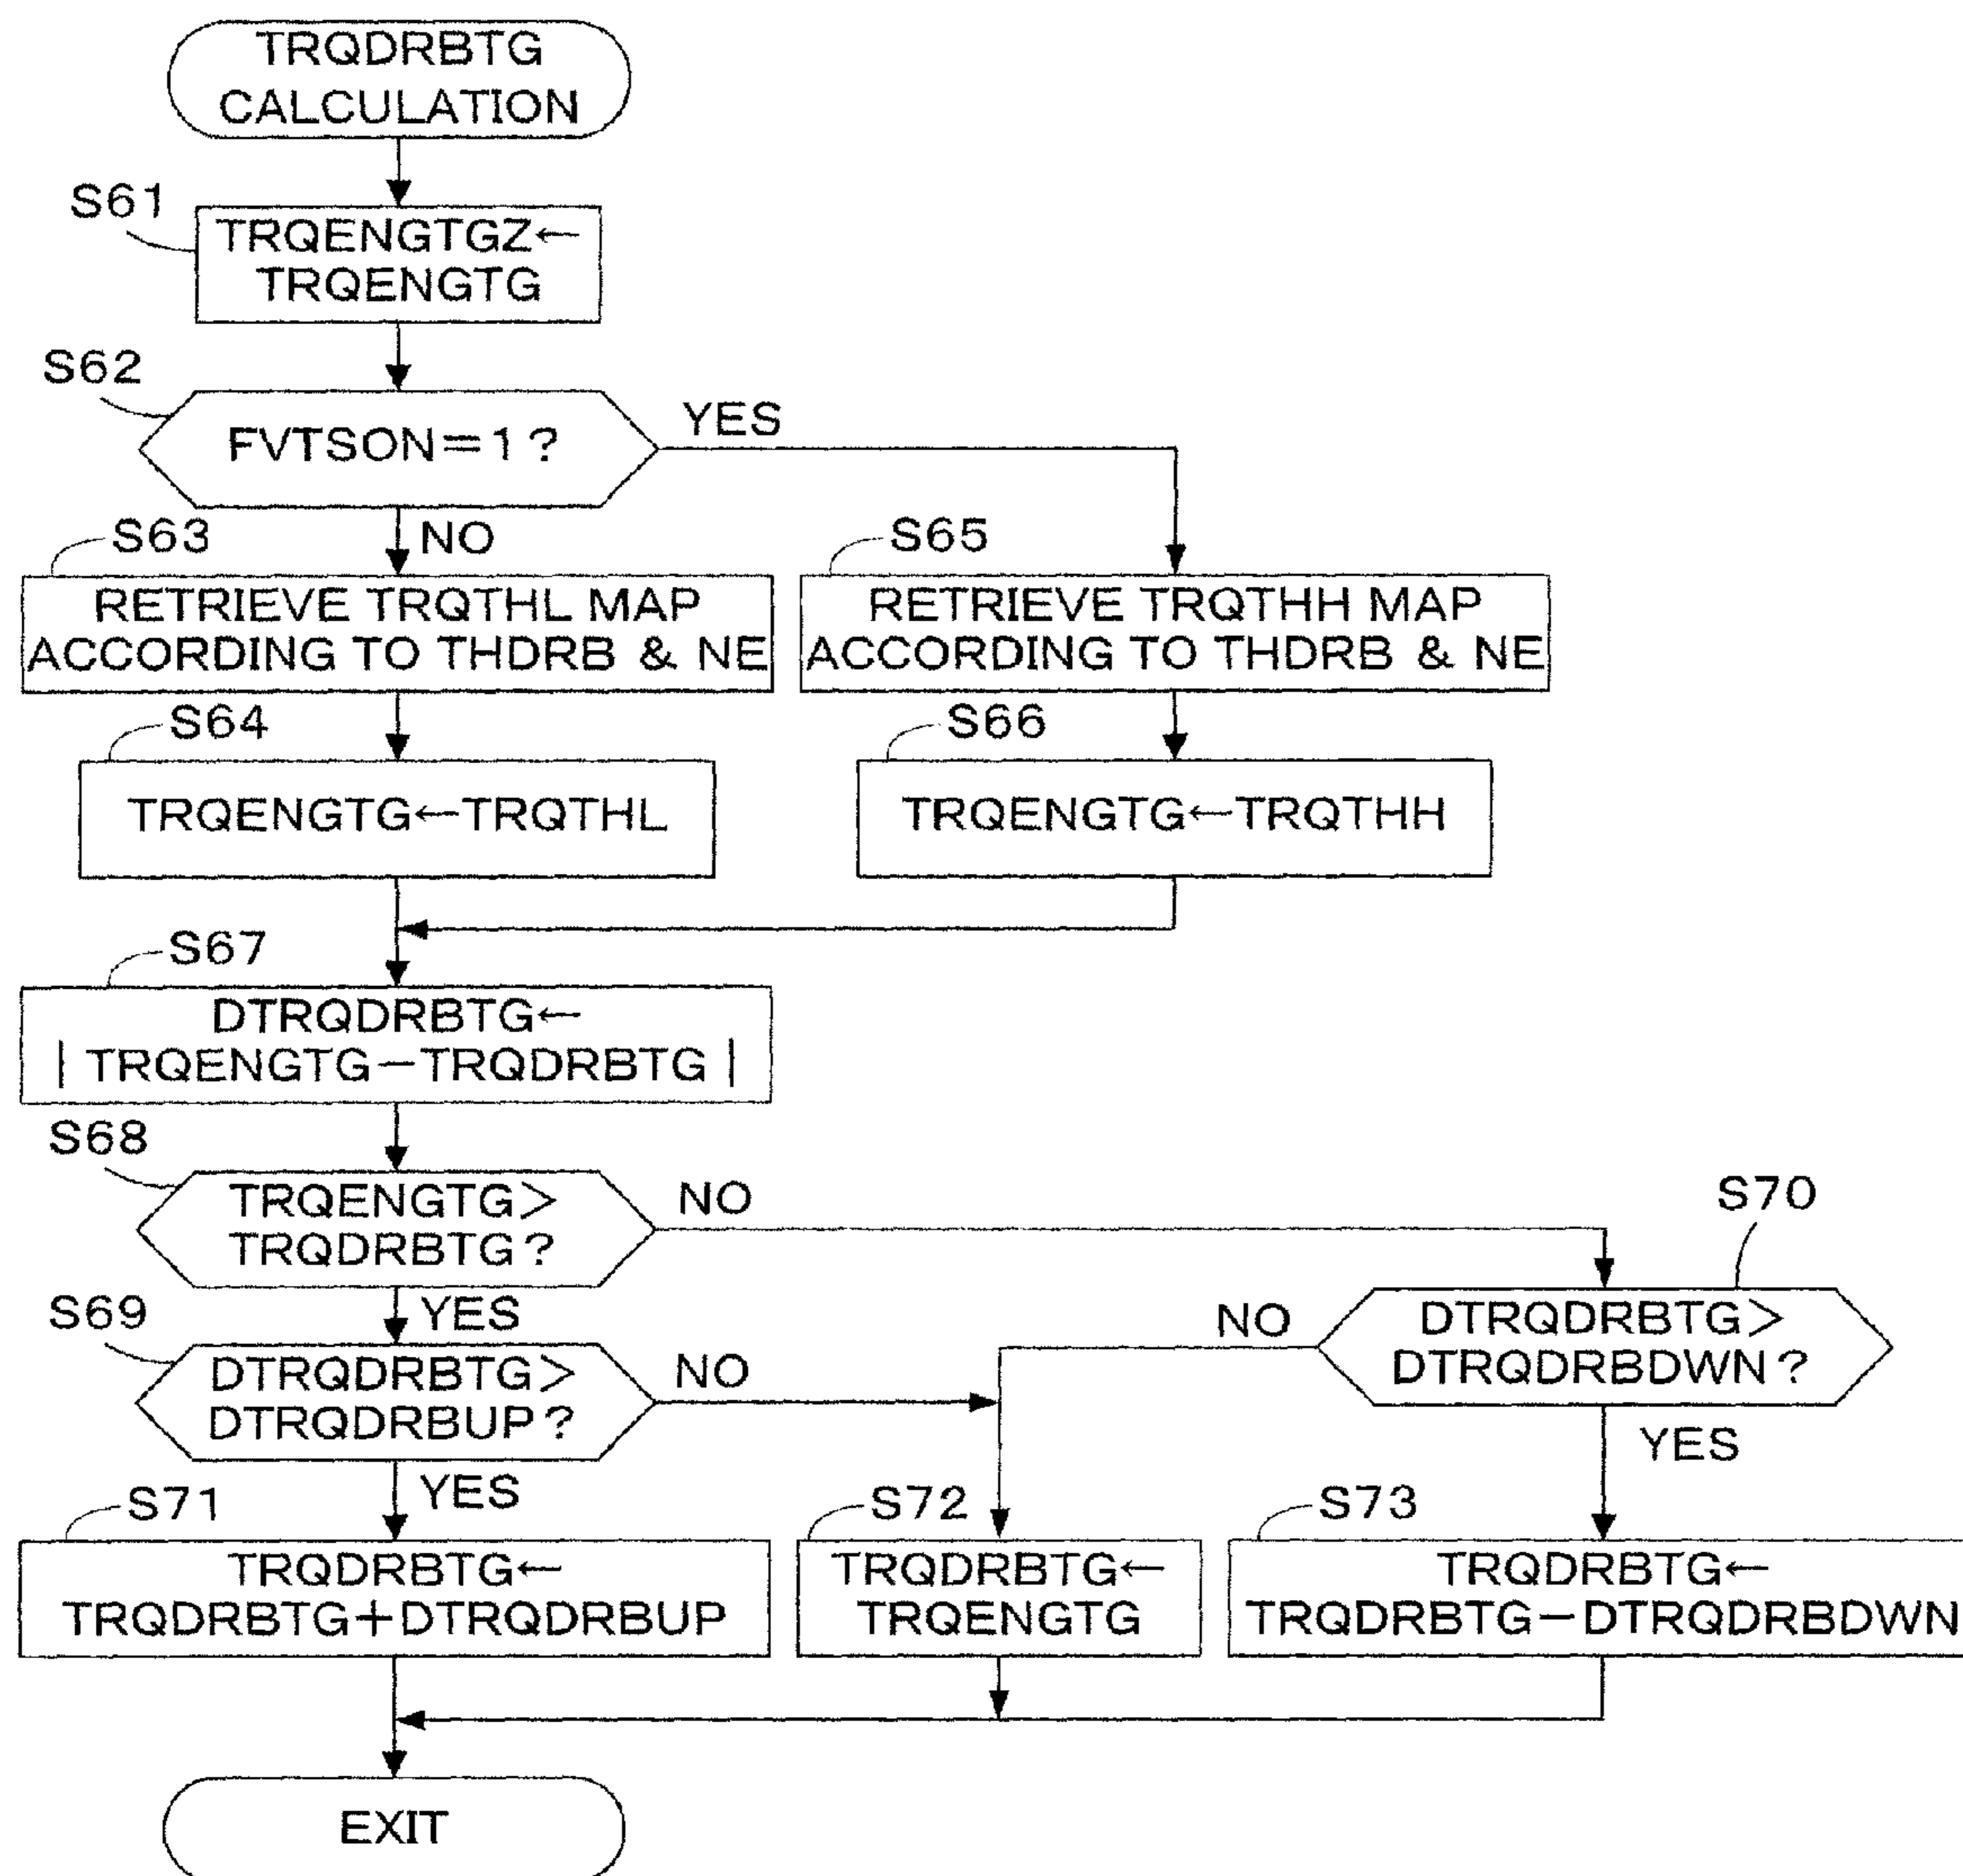 TRQDRBTG
CALCULATION
S61
TRQENGTGZ←
TRQENGTG
S62
FVTSON=1?
YES
NO
S63
RETRIEVE TRQTHL MAP
ACCORDING TO THDRB & NE
S65
RETRIEVE TRQTHH MAP
ACCORDING TO THDRB & NE
S64
TRQENGTG←TRQTHL
S66
TRQENGTG←TRQTHH
S67
DTRQDRBTG←
| TRQENGTG−TRQDRBTG |
S68
TRQENGTG>
TRQDRBTG?
NO
YES
S69
DTRQDRBTG>
DTRQDRBUP?
NO
YES
S70
DTRQDRBTG>
DTRQDRBDWN?
NO
YES
S71
TRQDRBTG←
TRQDRBTG+DTRQDRBUP
S72
TRQDRBTG←
TRQENGTG
S73
TRQDRBTG←
TRQDRBTG−DTRQDRBDWN
EXIT